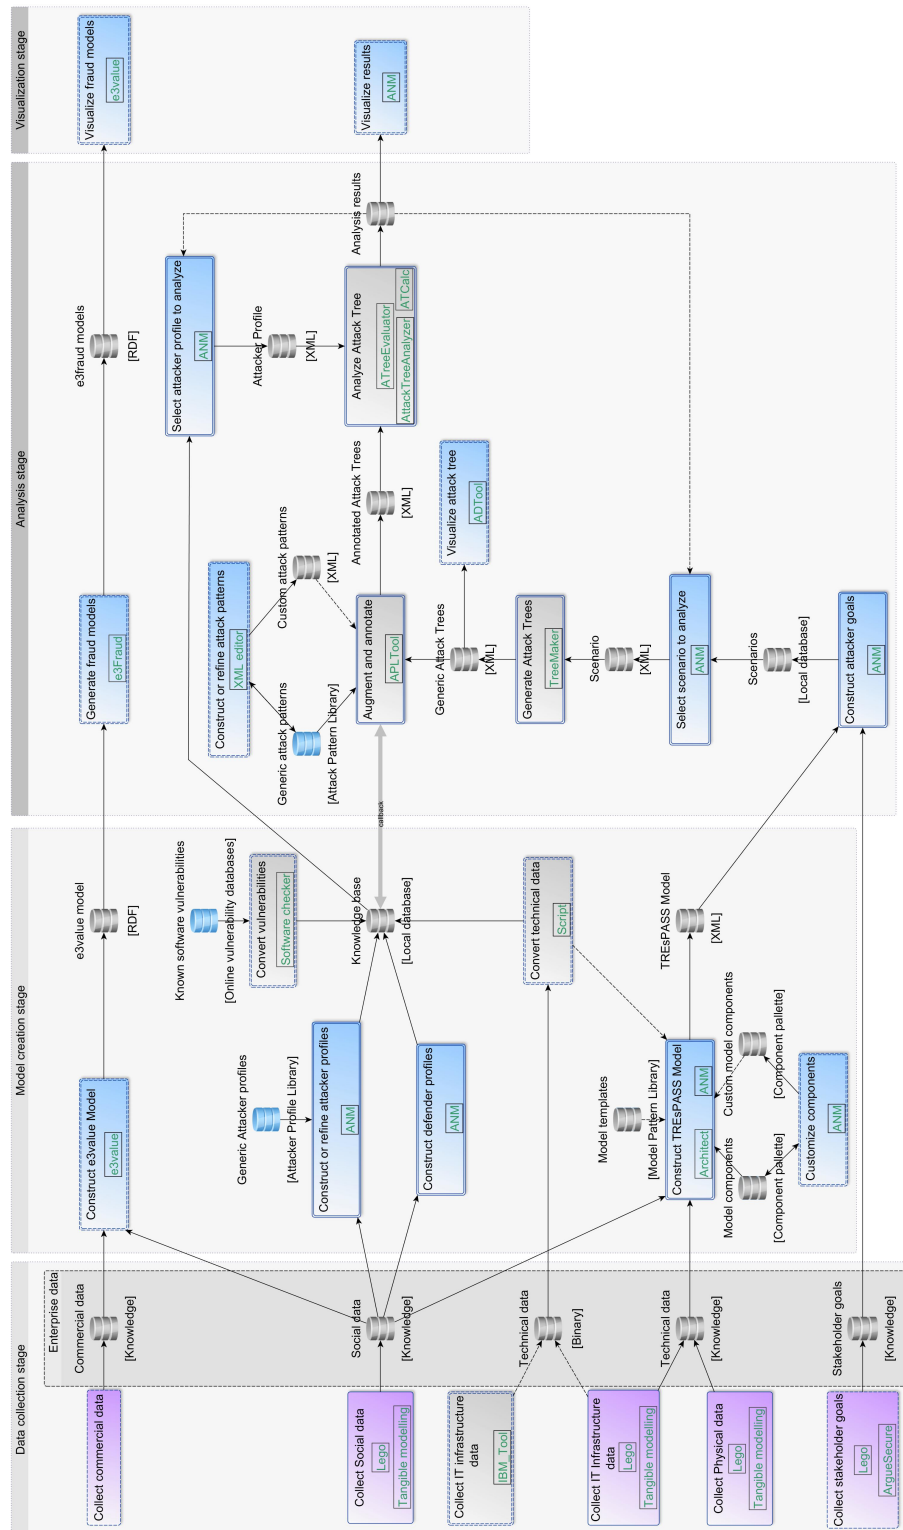 Data collection stage
Collect commercial data
Collect Social data
Lego
Tangible modelling
Collect IT infrastructure
data
IBM_Tool
Collect IT Infrastructure
data
Lego
Tangible modelling
Collect Physical data
Lego
Tangible modelling
Collect stakeholder goals
Lego
ArgueSecure
Enterprise data
Commercial data
[Knowledge]
Social data
[Knowledge]
Technical data
[Binary]
Technical data
[Knowledge]
Stakeholder goals
[Knowledge]
Model creation stage
Construct e3value Model
e3value
e3value model
[RDF]
Known software vulnerabilities
[Online vulnerability databases]
Convert vulnerabilities
Software checker
Generic Attacker profiles
[Attacker Profile Library]
Construct or refine attacker profiles
ANM
Knowledge base
[Local database]
Construct defender profiles
ANM
Convert technical data
Script
Model templates
[Model Pattern Library]
Construct TREsPASS Model
Architect
ANM
TREsPASS Model
[XML]
Model components
[Component pallette]
Custom model components
[Component pallette]
Customize components
ANM
Analysis stage
Generate fraud models
e3Fraud
e3fraud models
[RDF]
Select attacker profile to analyze
ANM
Construct or refine attack patterns
XML editor
Generic attack patterns
[Attack Pattern Library]
Custom attack patterns
[XML]
Attacker Profile
[XML]
callback
Augment and annotate
APLTool
Annotated Attack Trees
[XML]
Analyze Attack Tree
ATreeEvaluator
AttackTreeAnalyzer
ATCalc
Analysis results
Generic Attack Trees
[XML]
Visualize attack tree
ADTool
Generate Attack Trees
TreeMaker
Scenario
[XML]
Select scenario to analyze
ANM
Scenarios
[Local database]
Construct attacker goals
ANM
Visualization stage
Visualize fraud models
e3value
Visualize results
ANM